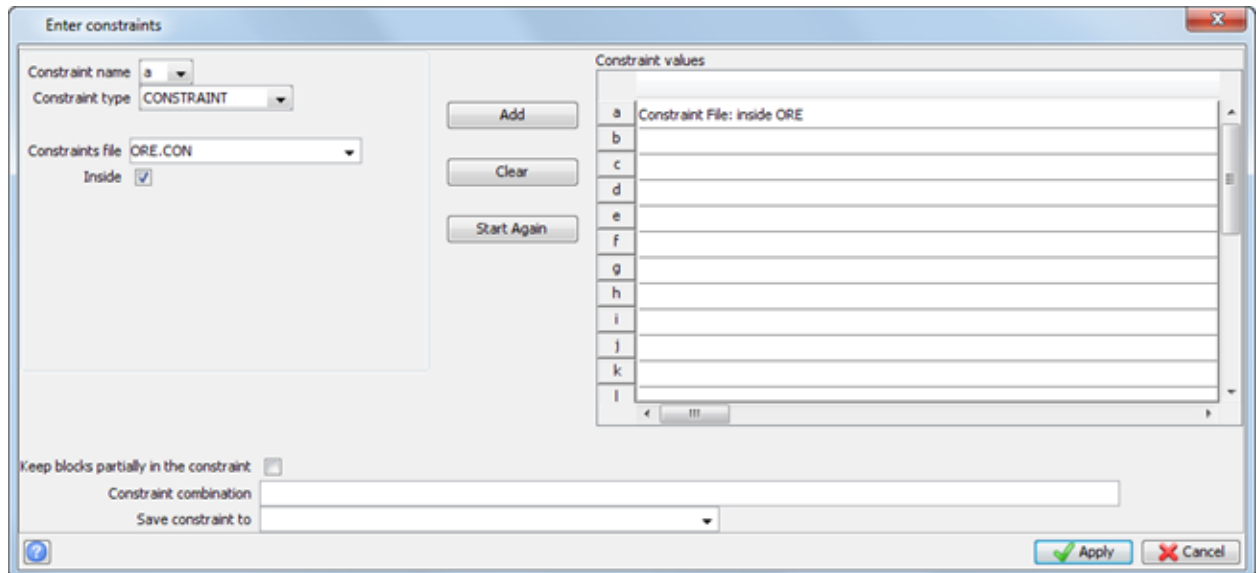 Enter constraints
Constraint name a
Constraint type CONSTRAINT
Constraints file ORE.CON
Inside
Add
Clear
Start Again
Constraint values
a Constraint File: inside ORE
b
c
d
e
f
g
h
i
j
k
l
Keep blocks partially in the constraint
Constraint combination
Save constraint to
? Apply Cancel